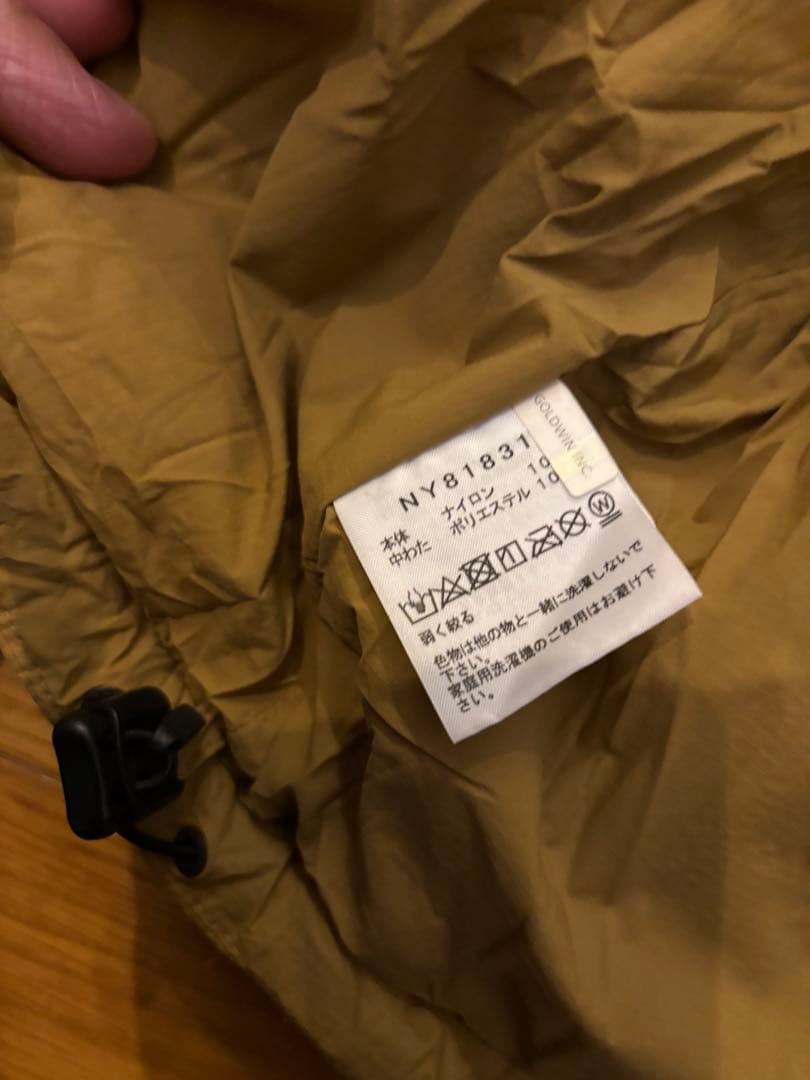 GOLDWIN INC.
NY81831
本体 ナイロン 10
中わた ポリエステル 10
W
弱く絞る
色物は他の物と一緒に洗濯しないで
下さい。
家庭用洗濯機のご使用はお避け下
さい。